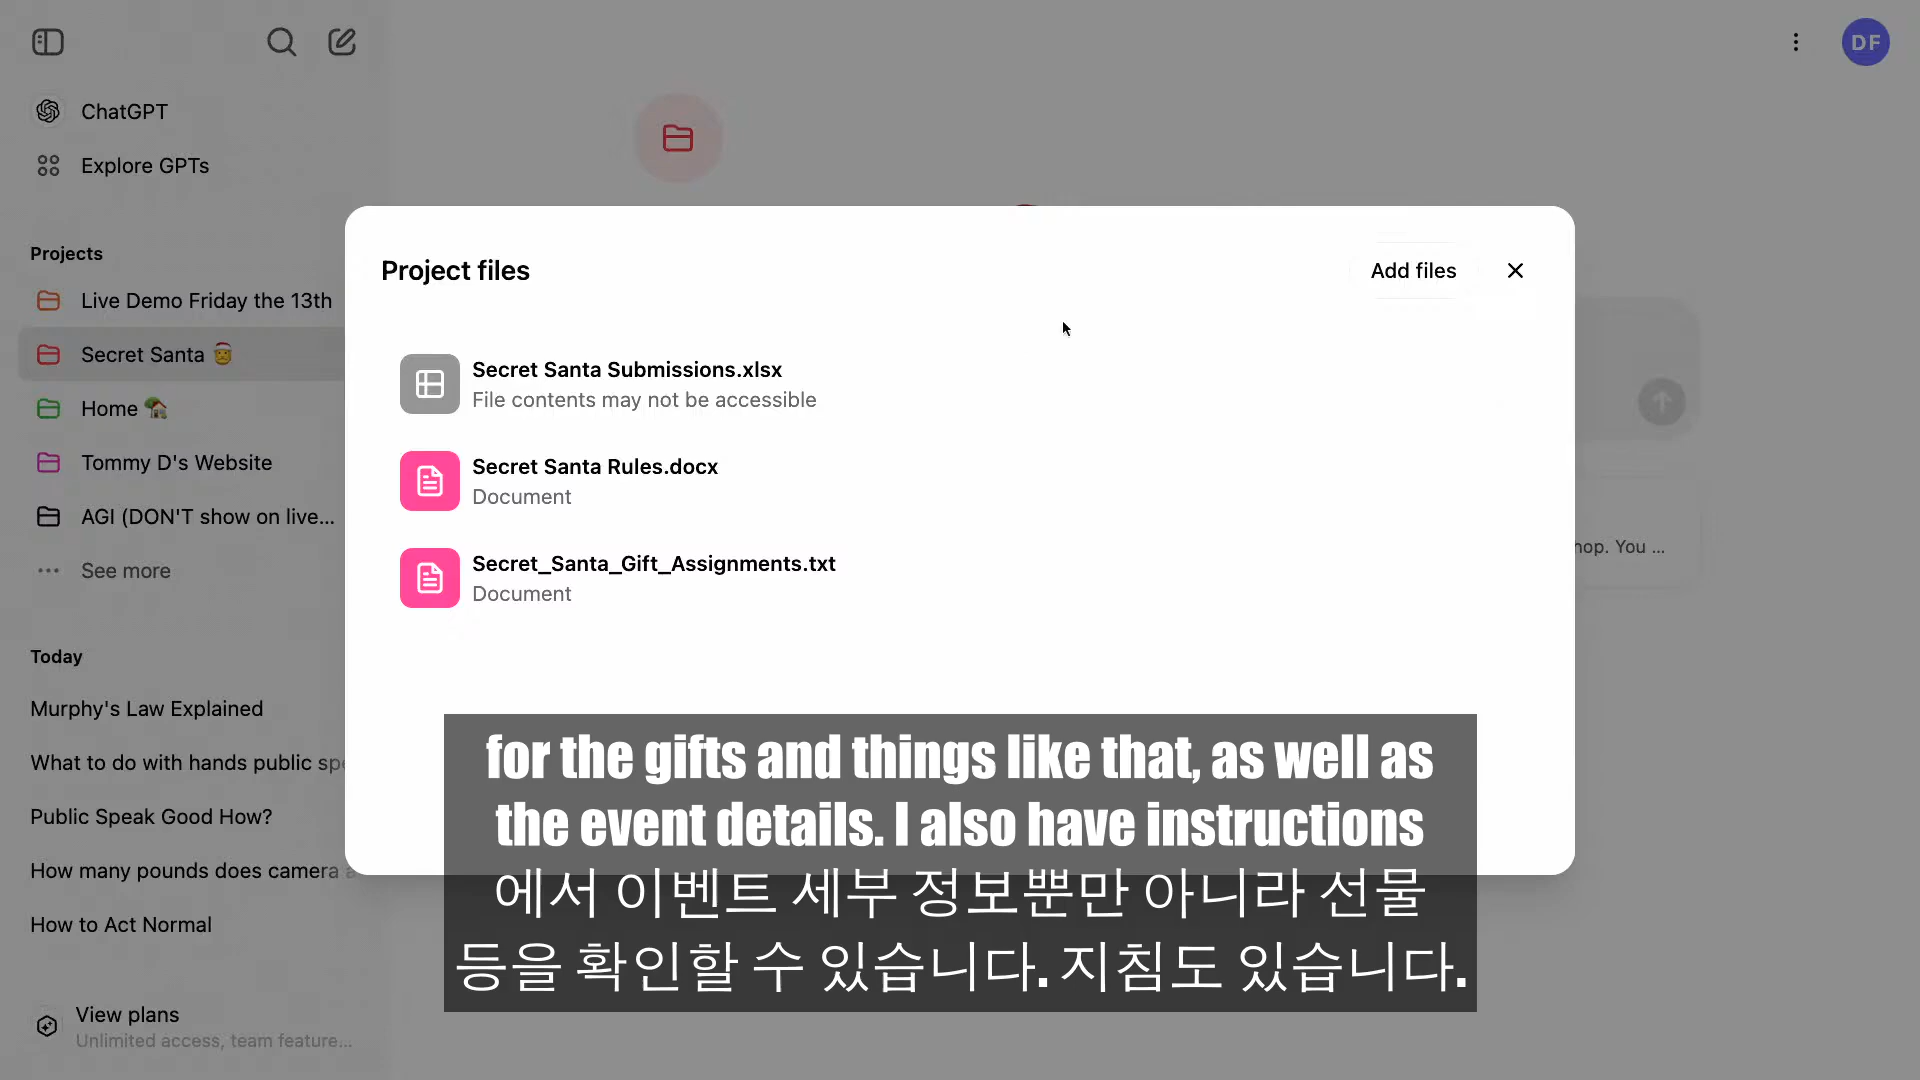 DF
ChatGPT
Explore GPTs
Projects
Live Demo Friday the 13th
Secret Santa
Home
Tommy D's Website
AGI (DON'T show on live...
See more
Today
Murphy's Law Explained
What to do with hands public
Public Speak Good How?
How many pounds does camera
How to Act Normal
View plans
Unlimited access, team feature...
Project files
Add files
Secret Santa Submissions.xlsx
File contents may not be accessible
Secret Santa Rules.docx
Document
Secret_Santa_Gift_Assignments.txt
Document
You ...
for the gifts and things like that, as well as
the event details. I also have instructions
에서 이벤트 세부 정보뿐만 아니라 선물
등을 확인할 수 있습니다. 지침도 있습니다.